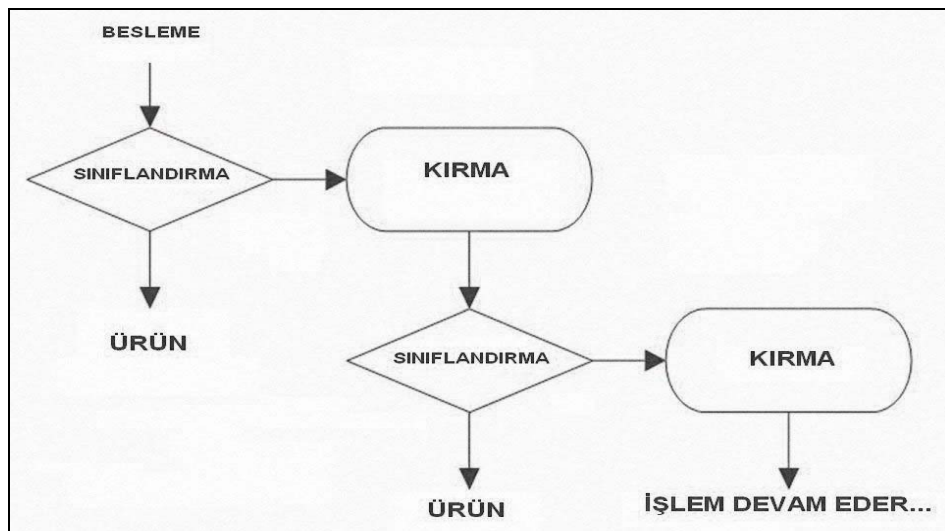 BESLEME
SINIFLANDIRMA
KIRMA
ÜRÜN
SINIFLANDIRMA
KIRMA
ÜRÜN
İŞLEM DEVAM EDER...